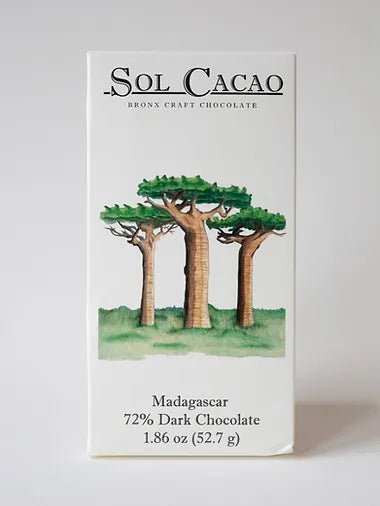 Sol Cacao
BRONX CRAFT CHOCOLATE
Madagascar
72% Dark Chocolate
1.86 oz (52.7 g)